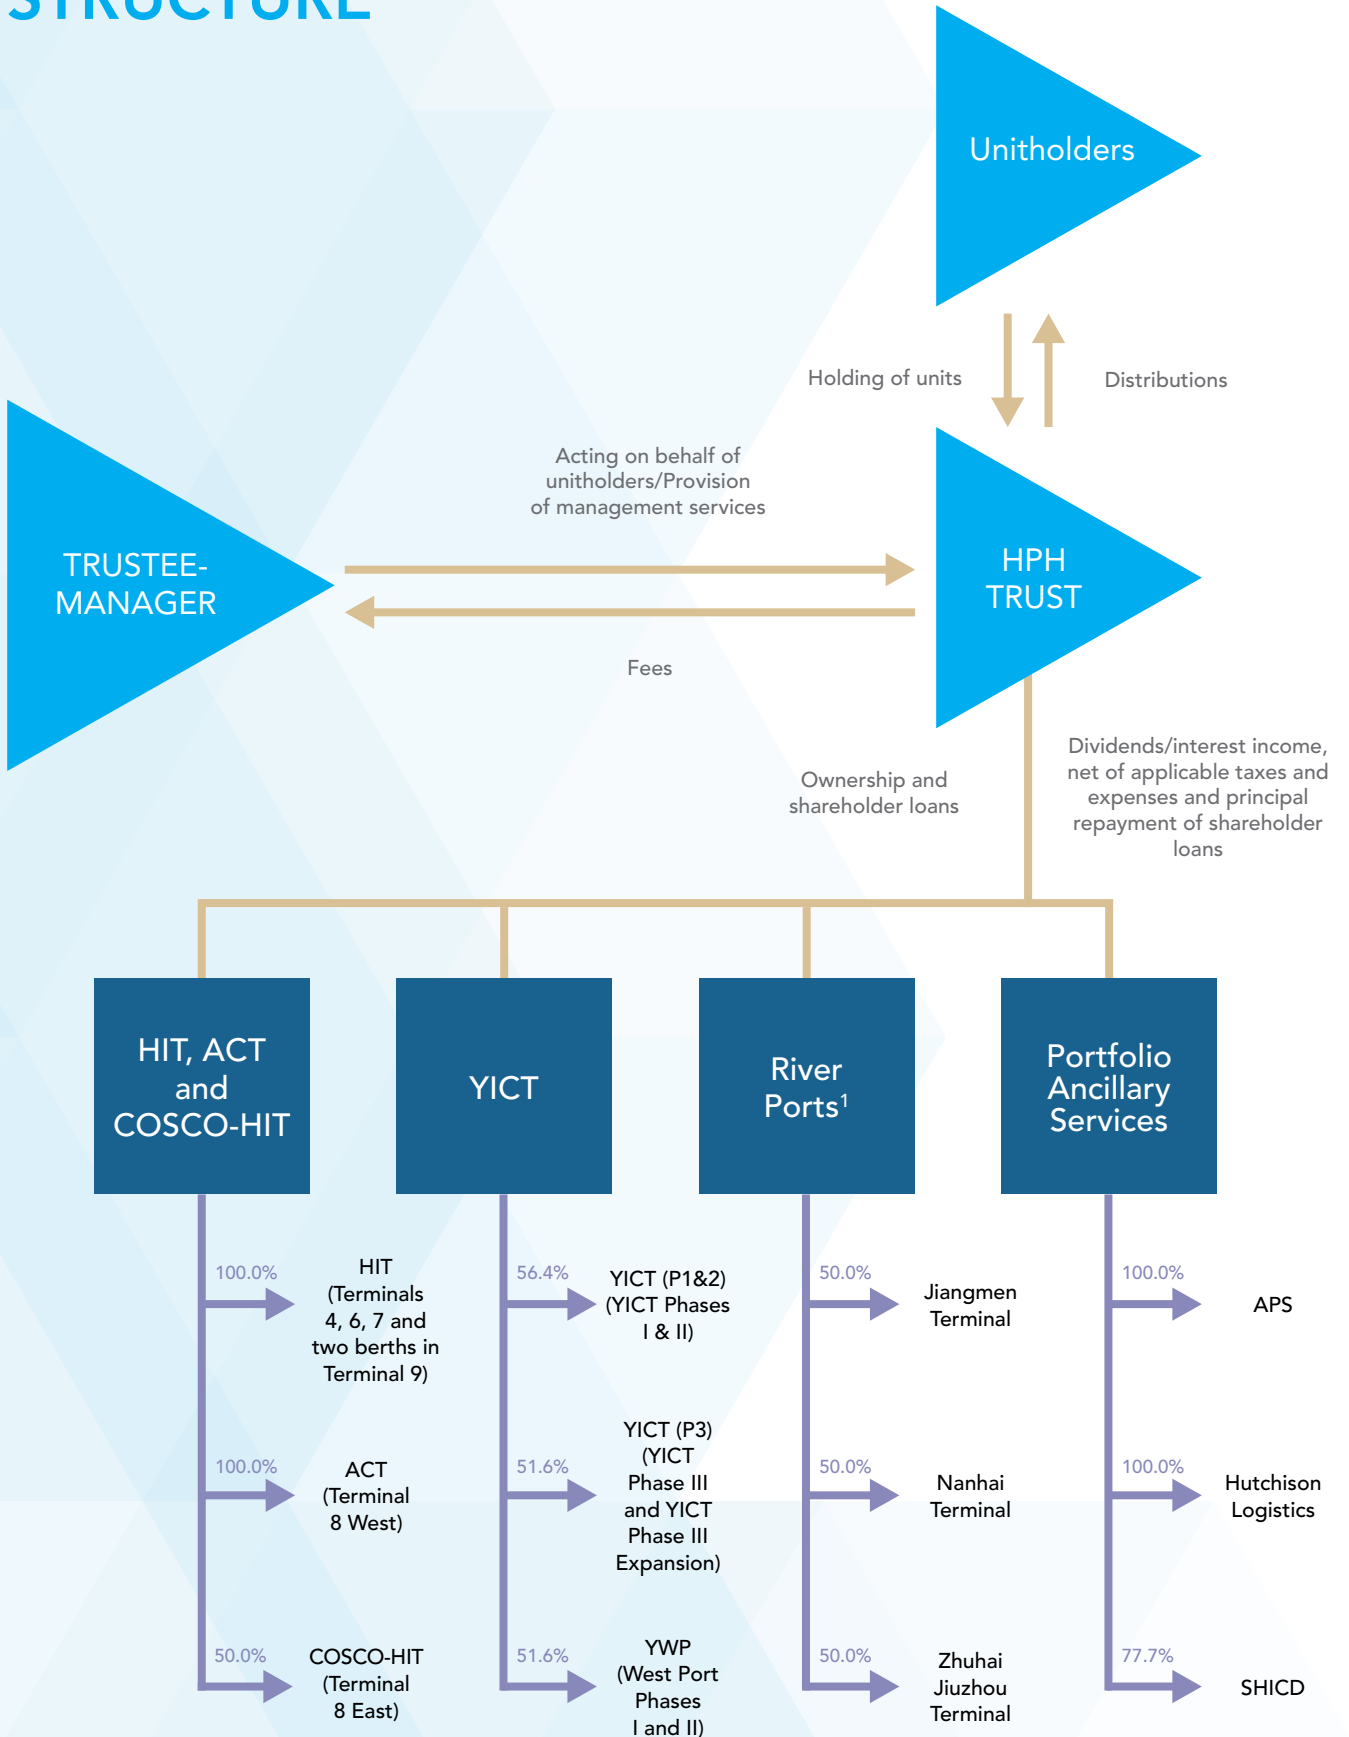 STRUCTURE
Unitholders
Holding of units
Distributions
Acting on behalf of
unitholders/Provision
of management services
TRUSTEE-
MANAGER
HPH
TRUST
Fees
Ownership and
shareholder loans
Dividends/interest income,
net of applicable taxes and
expenses and principal
repayment of shareholder
loans
HIT, ACT
and
COSCO-HIT
YICT
River
Ports¹
Portfolio
Ancillary
Services
100.0%
HIT
(Terminals
4, 6, 7 and
two berths in
Terminal 9)
56.4%
YICT (P1&2)
(YICT Phases
I & II)
50.0%
Jiangmen
Terminal
100.0%
APS
100.0%
ACT
(Terminal
8 West)
51.6%
YICT (P3)
(YICT
Phase III
and YICT
Phase III
Expansion)
50.0%
Nanhai
Terminal
100.0%
Hutchison
Logistics
50.0%
COSCO-HIT
(Terminal
8 East)
51.6%
YWP
(West Port
Phases
I and II)
50.0%
Zhuhai
Jiuzhou
Terminal
77.7%
SHICD